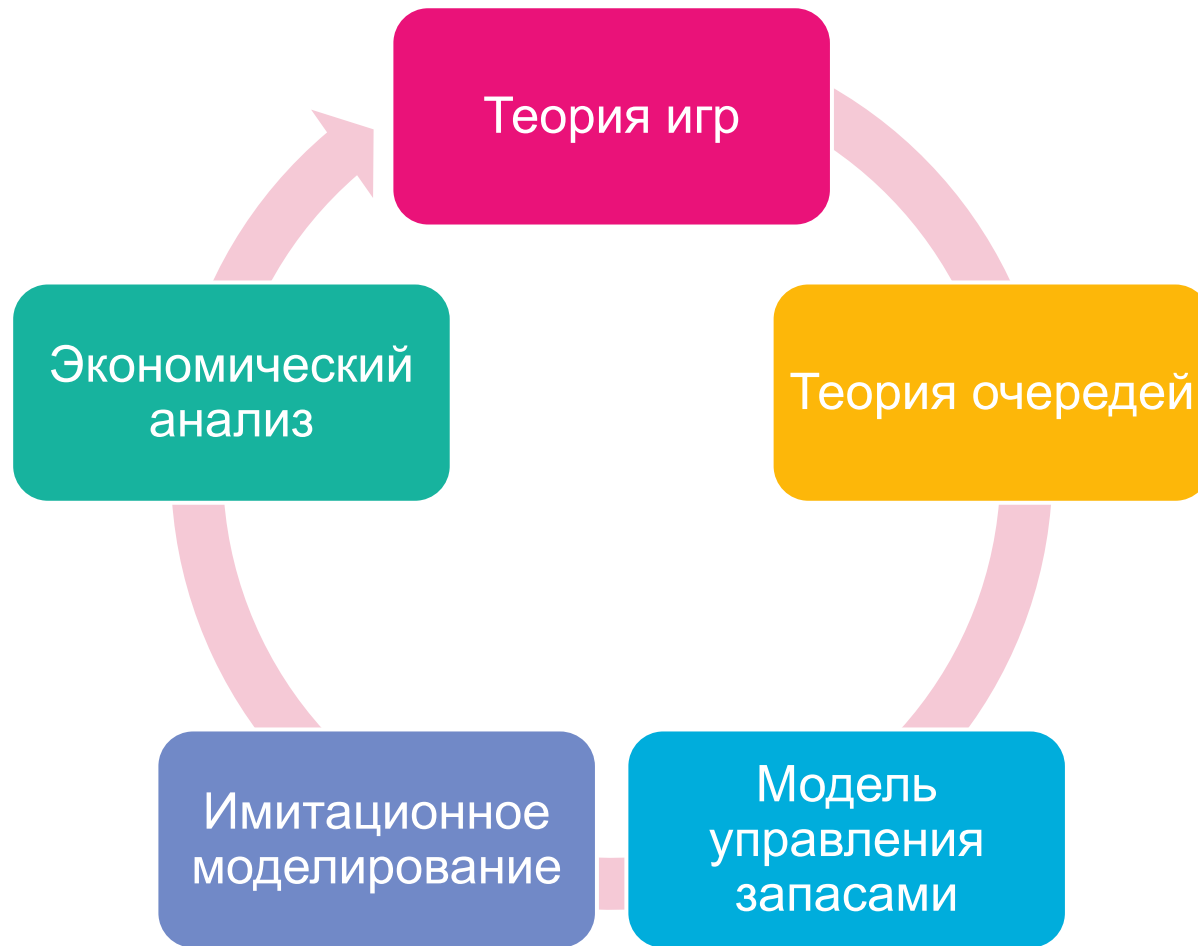 Теория игр
Теория очередей
Модель
управления
запасами
Имитационное
моделирование
Экономический
анализ